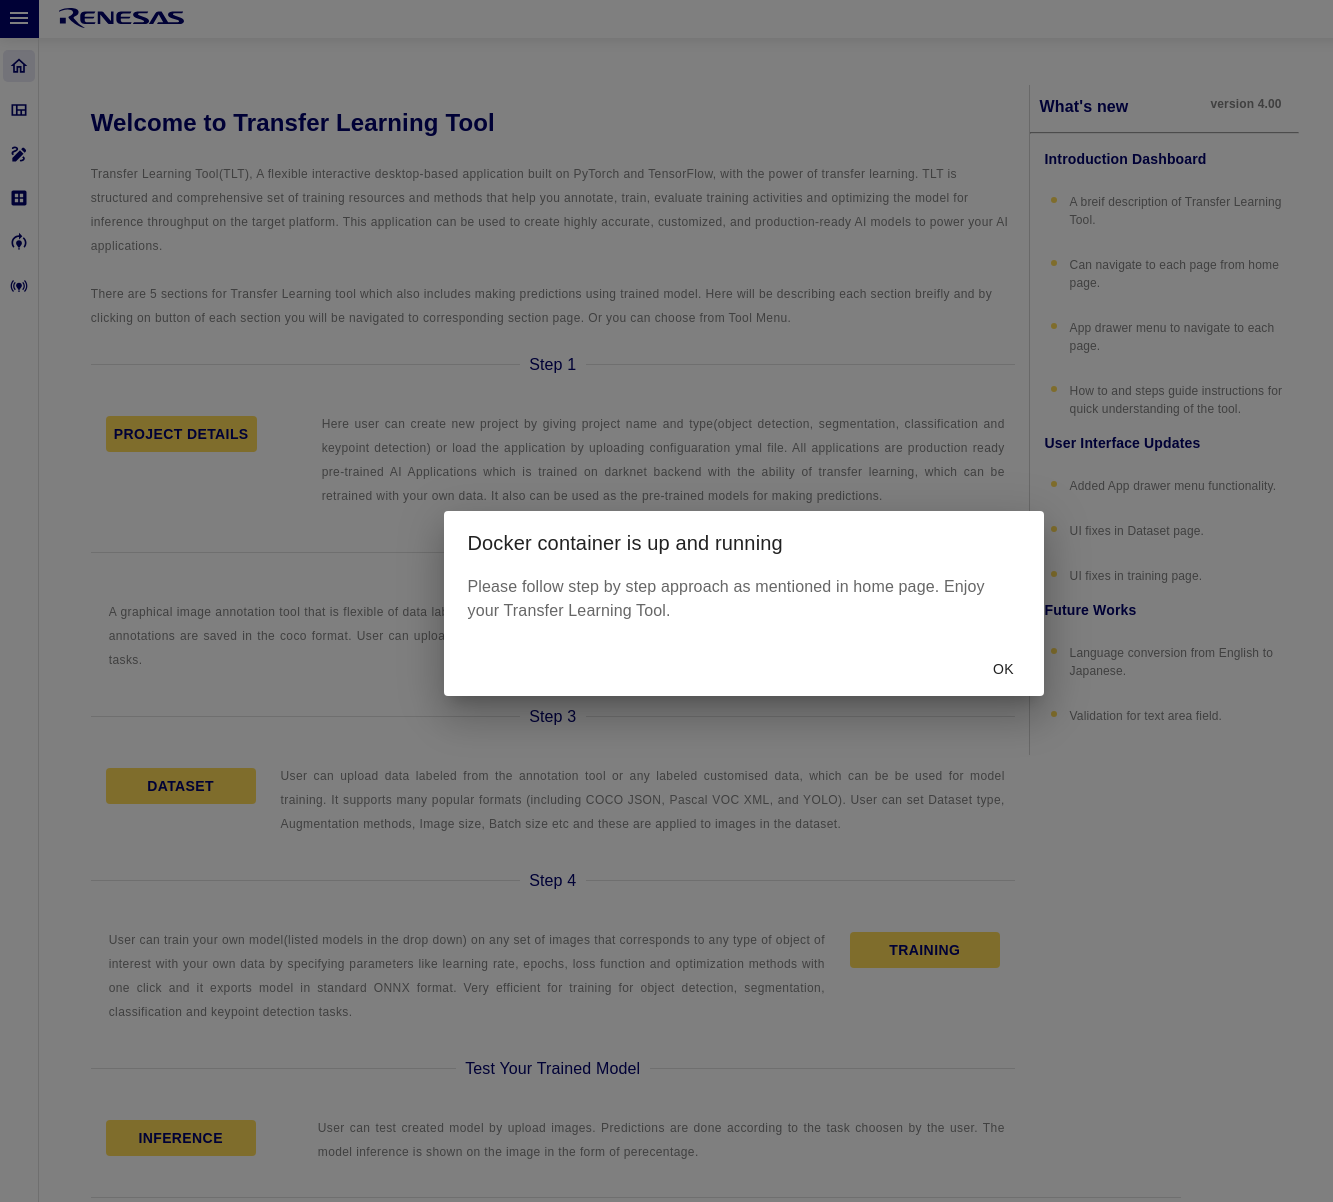 RENESAS
Welcome to Transfer Learning Tool
Transfer Learning Tool(TLT), A flexible interactive desktop-based application built on PyTorch and TensorFlow, with the power of transfer learning. TLT is
structured and comprehensive set of training resources and methods that help you annotate, train, evaluate training activities and optimizing the model for
inference throughput on the target platform. This application can be used to create highly accurate, customized, and production-ready AI models to power your AI
applications.
There are 5 sections for Transfer Learning tool which also includes making predictions using trained model. Here will be describing each section breifly and by
clicking on button of each section you will be navigated to corresponding section page. Or you can choose from Tool Menu.
Step 1
PROJECT DETAILS
Here user can create new project by giving project name and type(object detection, segmentation, classification and
keypoint detection) or load the application by uploading configuaration ymal file. All applications are production ready
pre-trained AI Applications which is trained on darknet backend with the ability of transfer learning, which can be
retrained with your own data. It also can be used as the pre-trained models for making predictions.
A graphical image annotation tool that is flexible of data
annotations are saved in the coco format. User can
tasks.
Docker container is up and running
Please follow step by step approach as mentioned in home page. Enjoy
your Transfer Learning Tool.
OK
Step 3
DATASET
User can upload data labeled from the annotation tool or any labeled customised data, which can be be used for model
training. It supports many popular formats (including COCO JSON, Pascal VOC XML, and YOLO). User can set Dataset type,
Augmentation methods, Image size, Batch size etc and these are applied to images in the dataset.
Step 4
User can train your own model(listed models in the drop down) on any set of images that corresponds to any type of object of
interest with your own data by specifying parameters like learning rate, epochs, loss function and optimization methods with
one click and it exports model in standard ONNX format. Very efficient for training for object detection, segmentation,
classification and keypoint detection tasks.
TRAINING
Test Your Trained Model
INFERENCE
User can test created model by upload images. Predictions are done according to the task choosen by the user. The
model inference is shown on the image in the form of perecentage.
What's new
version 4.00
Introduction Dashboard
A breif description of Transfer Learning
Tool.
Can navigate to each page from home
page.
App drawer menu to navigate to each
page.
How to and steps guide instructions for
quick understanding of the tool.
User Interface Updates
Added App drawer menu functionality.
UI fixes in Dataset page.
UI fixes in training page.
Future Works
Language conversion from English to
Japanese.
Validation for text area field.